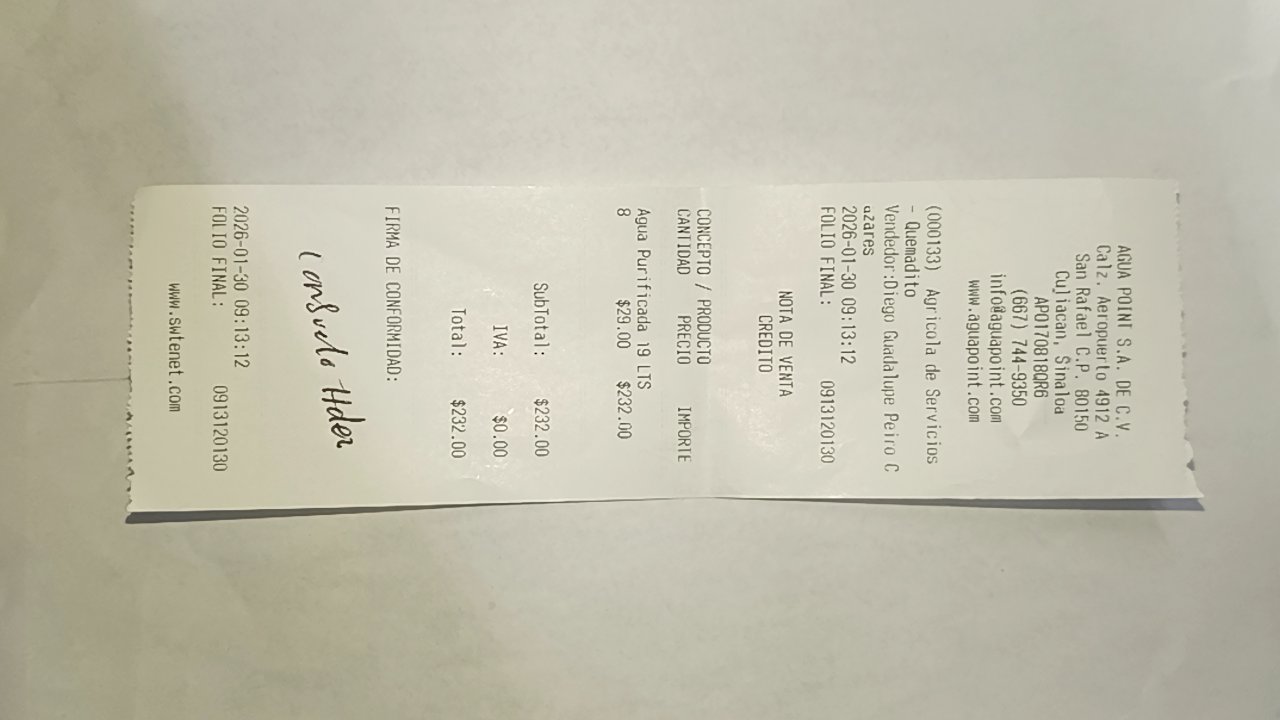 AGUA POINT S.A. DE C.V.
Calz. Aeropuerto 4912 A
San Rafael C.P. 80150
Culiacan, Sinaloa
APO170818QR6
(667) 744-9350
info@aguapoint.com
www.aguapoint.com
(000133) Agricola de Servicios
- Quemadito
Vendedor:Diego Guadalupe Peiro C
azares
2026-01-30 09:13:12
FOLIO FINAL: 0913120130
NOTA DE VENTA
CREDITO
CONCEPTO / PRODUCTO
CANTIDAD PRECIO IMPORTE
Agua Purificada 19 LTS
8 $29.00 $232.00
SubTotal: $232.00
IVA: $0.00
Total: $232.00
FIRMA DE CONFORMIDAD:
Consuelo Hdez
2026-01-30 09:13:12
FOLIO FINAL: 0913120130
www.swtenet.com